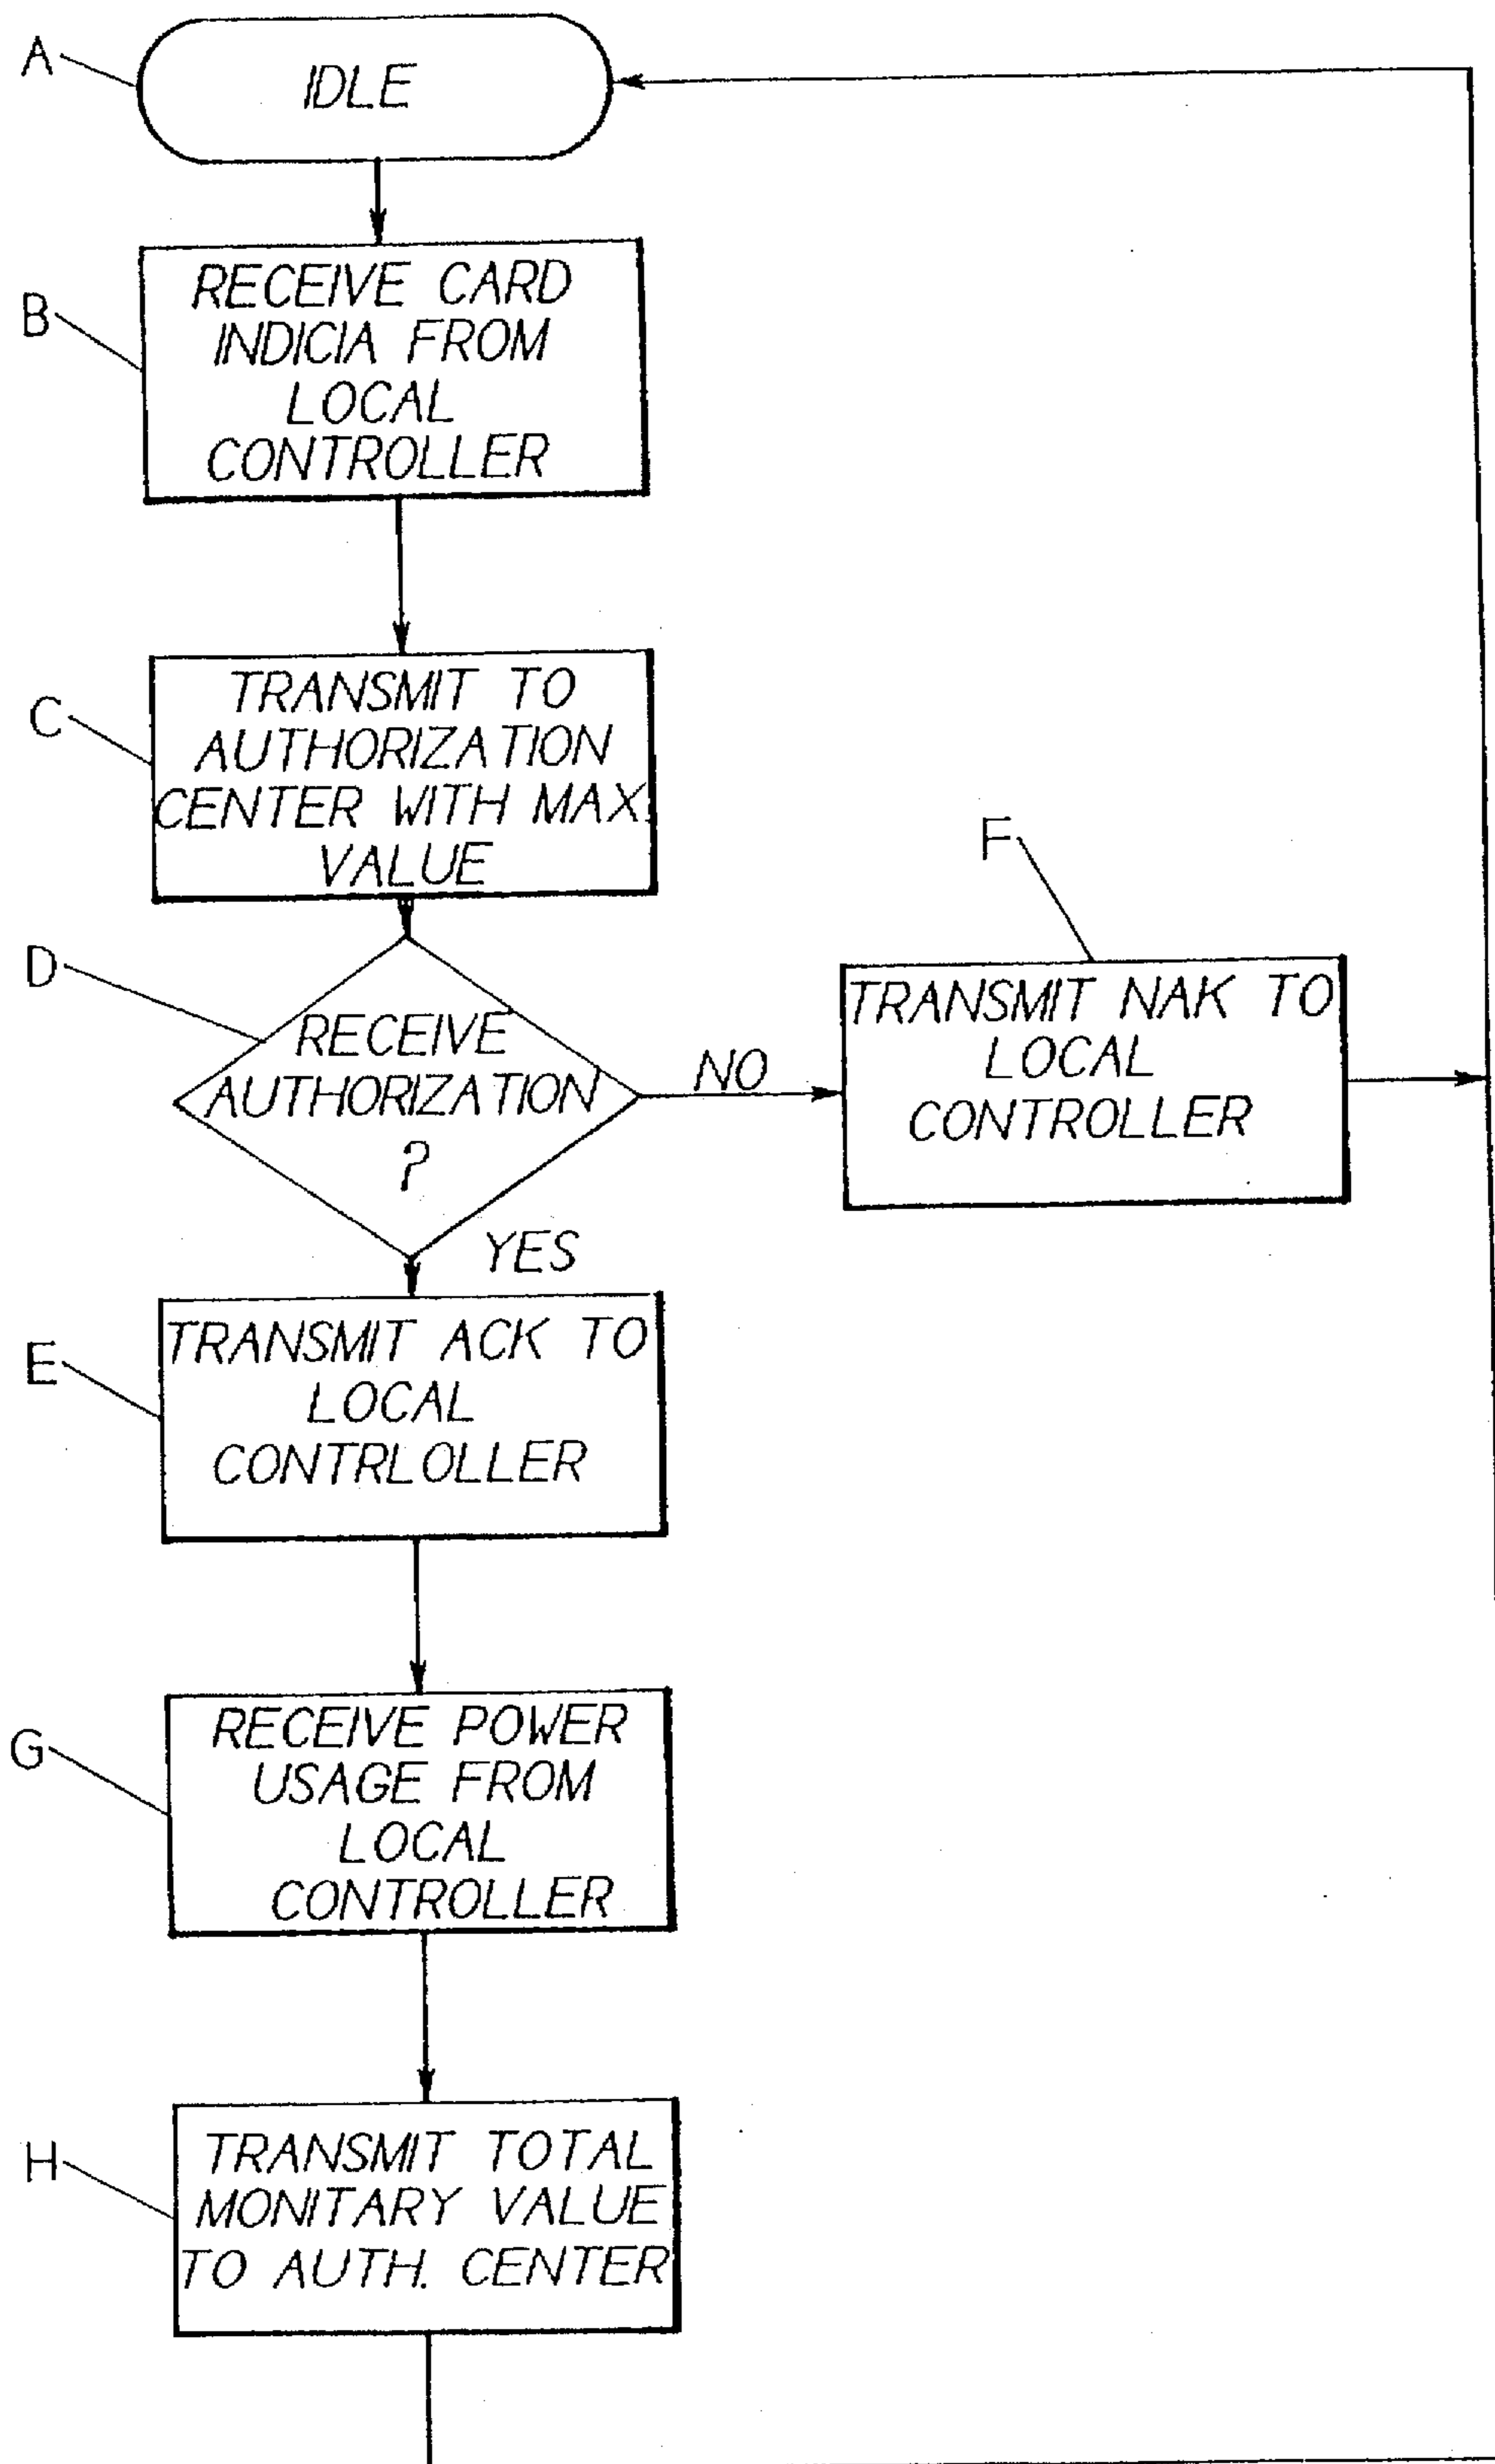 A
IDLE
B
RECEIVE CARD
INDICIA FROM
LOCAL
CONTROLLER
C
TRANSMIT TO
AUTHORIZATION
CENTER WITH MAX.
VALUE
D
RECEIVE
AUTHORIZATION
?
NO
YES
F
TRANSMIT NAK TO
LOCAL
CONTROLLER
E
TRANSMIT ACK TO
LOCAL
CONTRLOLLER
G
RECEIVE POWER
USAGE FROM
LOCAL
CONTROLLER
H
TRANSMIT TOTAL
MONITARY VALUE
TO AUTH. CENTER